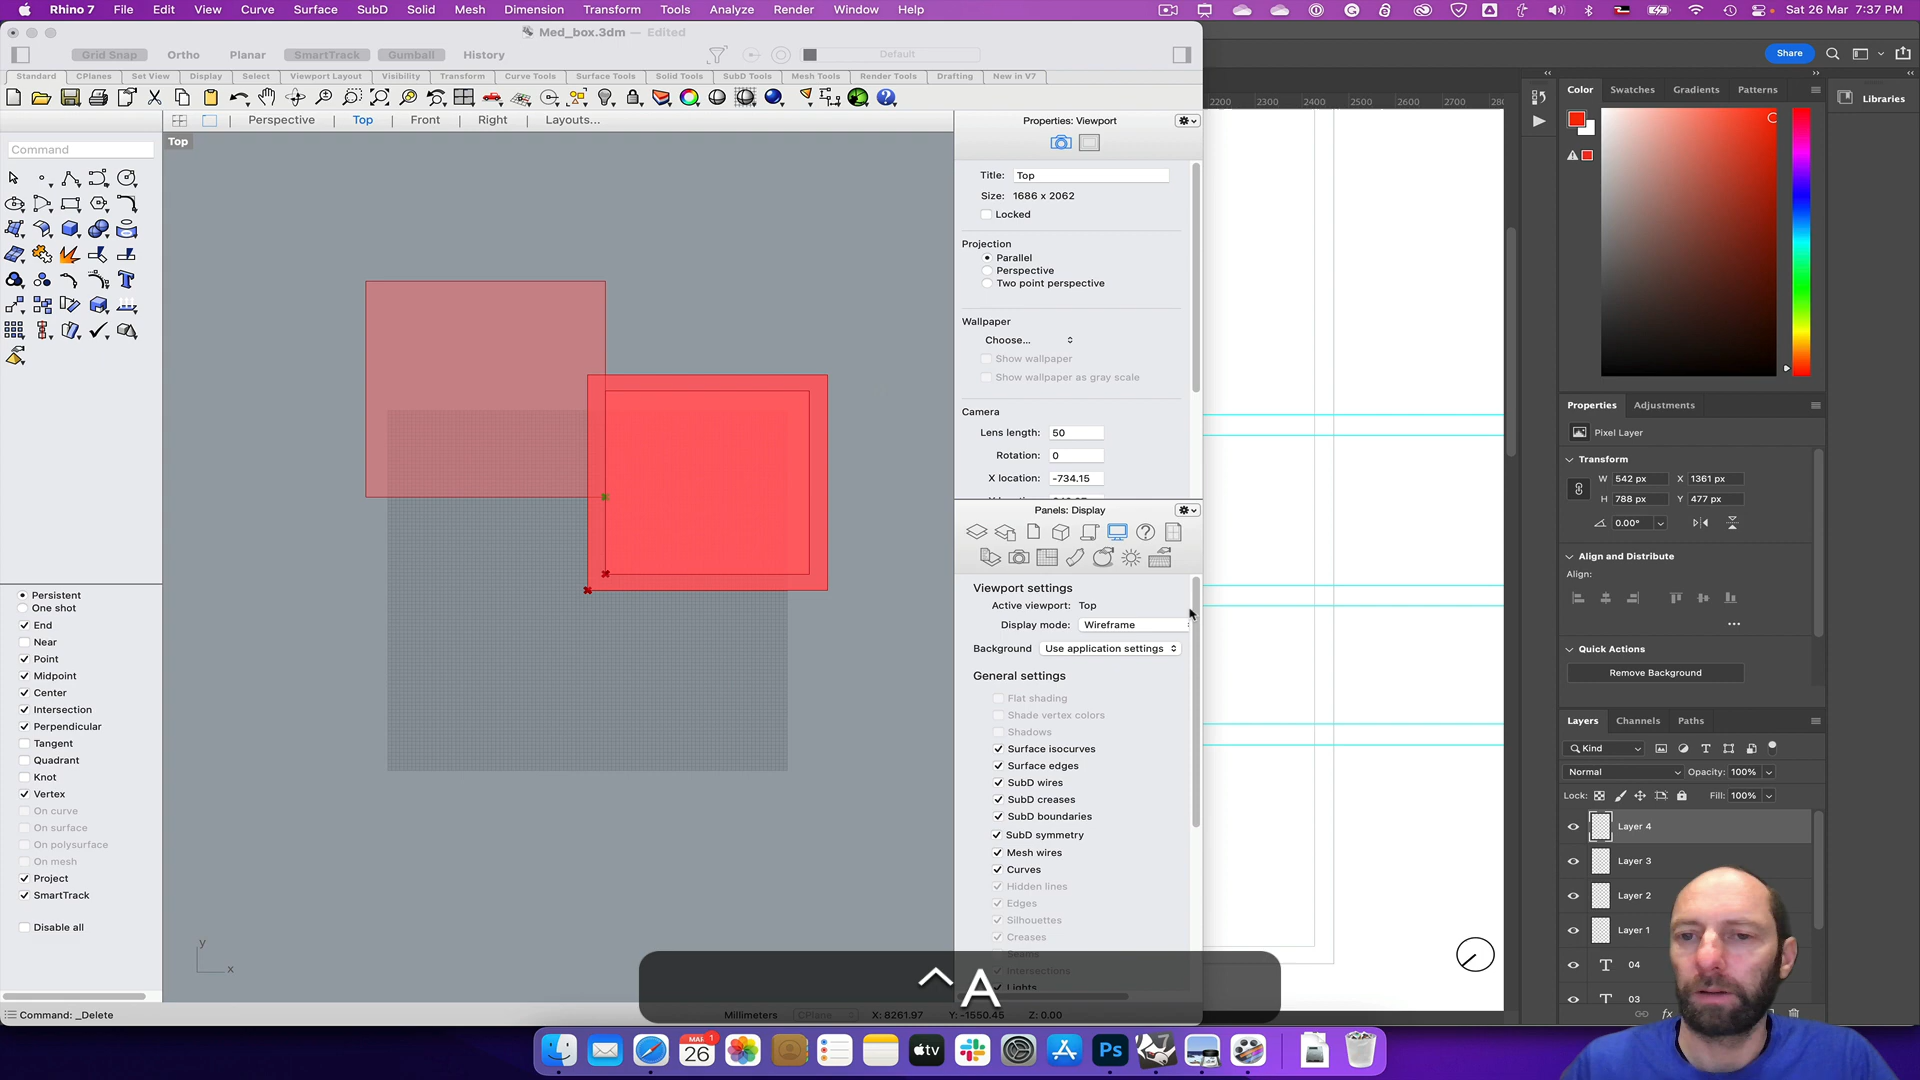 Rhino 7 File Edit View Curve Surface SubD Solid Mesh Dimension Transform Tools Analyze Render Window Help
Sat 26 Mar 7:37 PM
Med_box.3dm — Edited
Grid Snap Ortho Planar SmartTrack Gumball History Default
Share
Standard CPlanes Set View Display Select Viewport Layout Visibility Transform Curve Tools Surface Tools Solid Tools SubD Tools Mesh Tools Render Tools Drafting New in V7
2200 2300 2400 2500 2600 2700
Perspective Top Front Right Layouts...
Command
Top
Persistent
One shot
End
Near
Point
Midpoint
Center
Intersection
Perpendicular
Tangent
Quadrant
Knot
Vertex
On curve
On surface
On polysurface
On mesh
Project
SmartTrack
Disable all
y
x
Command: _Delete
Millimeters CPlane X: 8261.97 Y: -1550.45 Z: 0.00
Properties: Viewport
Title: Top
Size: 1686 x 2062
Locked
Projection
Parallel
Perspective
Two point perspective
Wallpaper
Choose...
Show wallpaper
Show wallpaper as gray scale
Camera
Lens length: 50
Rotation: 0
X location: -734.15
Panels: Display
Viewport settings
Active viewport: Top
Display mode: Wireframe
Background Use application settings
General settings
Flat shading
Shade vertex colors
Shadows
Surface isocurves
Surface edges
SubD wires
SubD creases
SubD boundaries
SubD symmetry
Mesh wires
Curves
Hidden lines
Edges
Silhouettes
Creases
Seams
Intersections
Lights
^A
Color Swatches Gradients Patterns
Libraries
Properties Adjustments
Pixel Layer
Transform
W 542 px X 1361 px
H 788 px Y 477 px
0.00°
Align and Distribute
Align:
Quick Actions
Remove Background
Layers Channels Paths
Kind
Normal Opacity: 100%
Lock: Fill: 100%
Layer 4
Layer 3
Layer 2
Layer 1
T 04
T 03
fx
MAR 26 1
tv
Ps